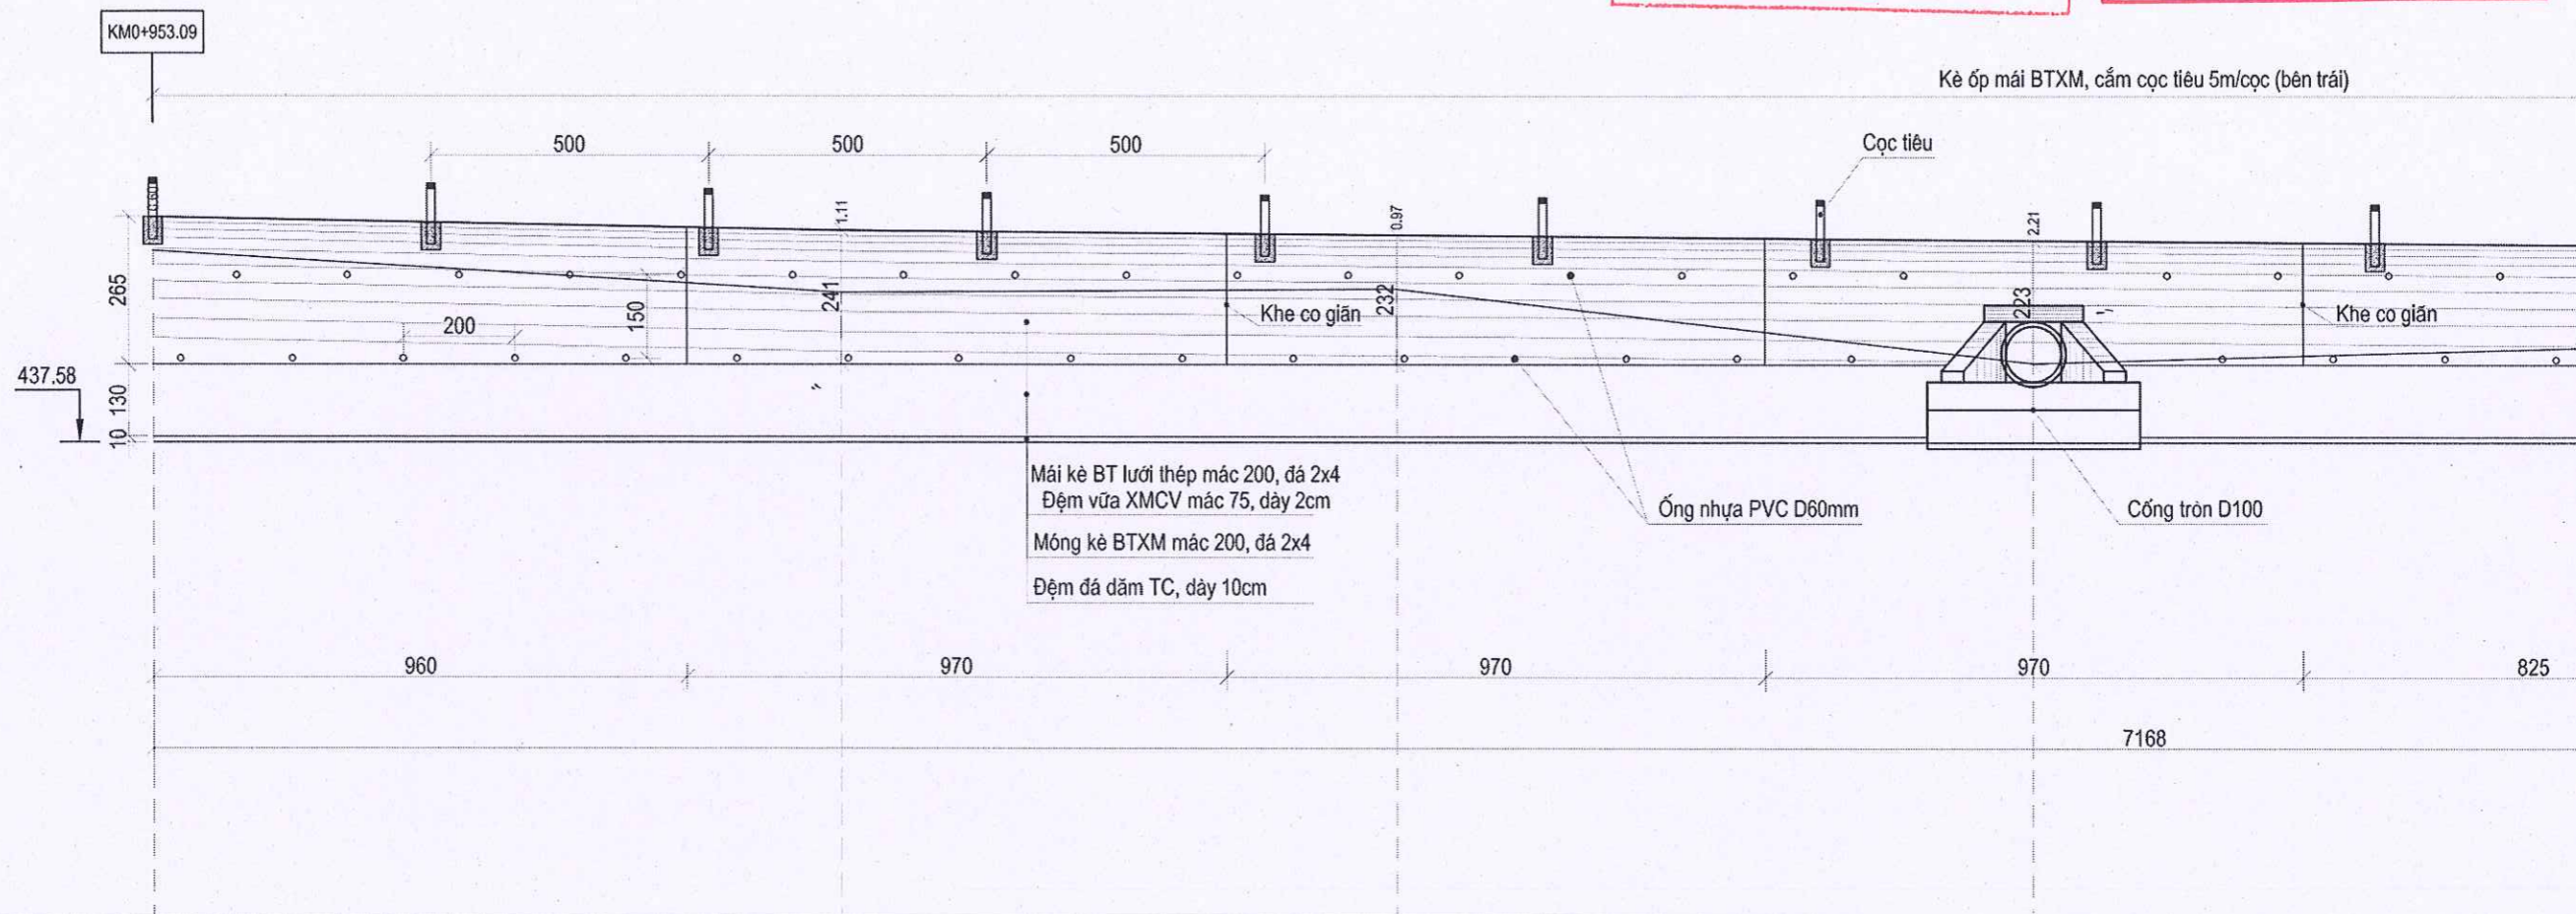 KM0+953.09
Kè ốp mái BTXM, cắm cọc tiêu 5m/cọc (bên trái)
500
500
500
Cọc tiêu
0.60
1.11
0.97
2.21
265
241
232
223
150
200
Khe co giãn
Khe co giãn
437.58
130
10
Mái kè BT lưới thép mác 200, đá 2x4
Đệm vữa XMCV mác 75, dày 2cm
Móng kè BTXM mác 200, đá 2x4
Đệm đá dăm TC, dày 10cm
Ống nhựa PVC D60mm
Cống tròn D100
960
970
970
970
825
7168